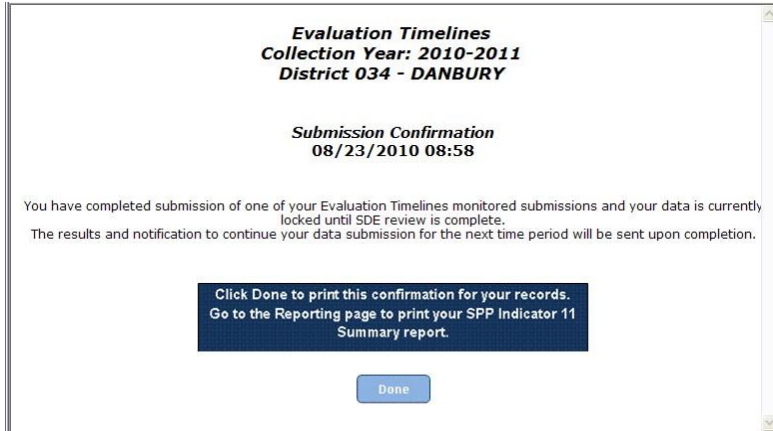 Evaluation Timelines
Collection Year: 2010-2011
District 034 - DANBURY
Submission Confirmation
08/23/2010 08:58
You have completed submission of one of your Evaluation Timelines monitored submissions and your data is currently
locked until SDE review is complete.
The results and notification to continue your data submission for the next time period will be sent upon completion.
Click Done to print this confirmation for your records.
Go to the Reporting page to print your SPP Indicator 11
Summary report.
Done